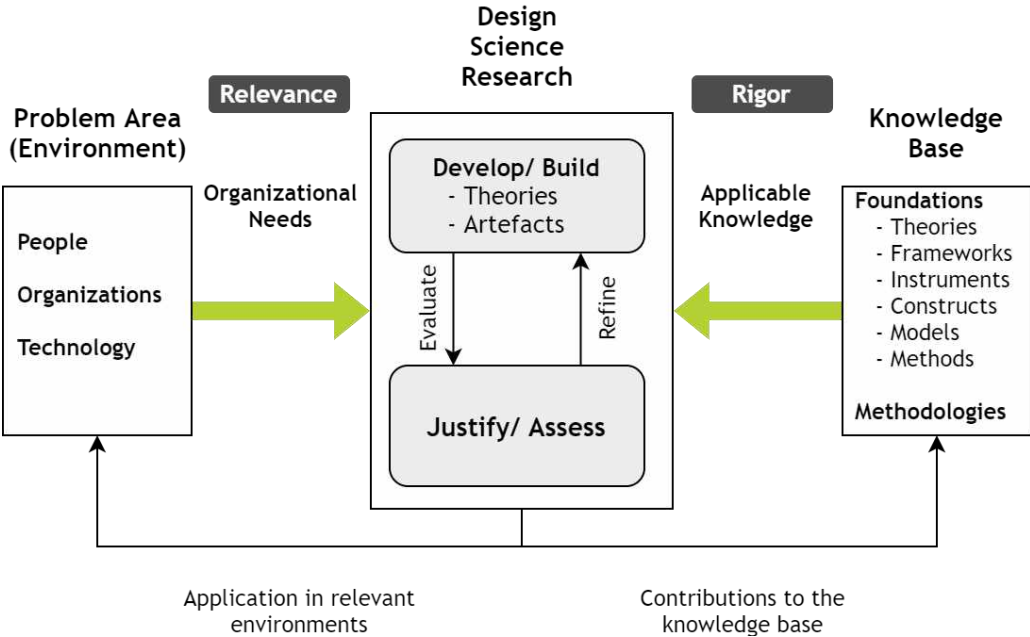 Design
Science
Research
Relevance
Rigor
Problem Area
(Environment)
Knowledge
Base
People
Organizations
Technology
Organizational
Needs
Develop/ Build
- Theories
- Artefacts
Evaluate
Refine
Justify/ Assess
Applicable
Knowledge
Foundations
- Theories
- Frameworks
- Instruments
- Constructs
- Models
- Methods
Methodologies
Application in relevant
environments
Contributions to the
knowledge base